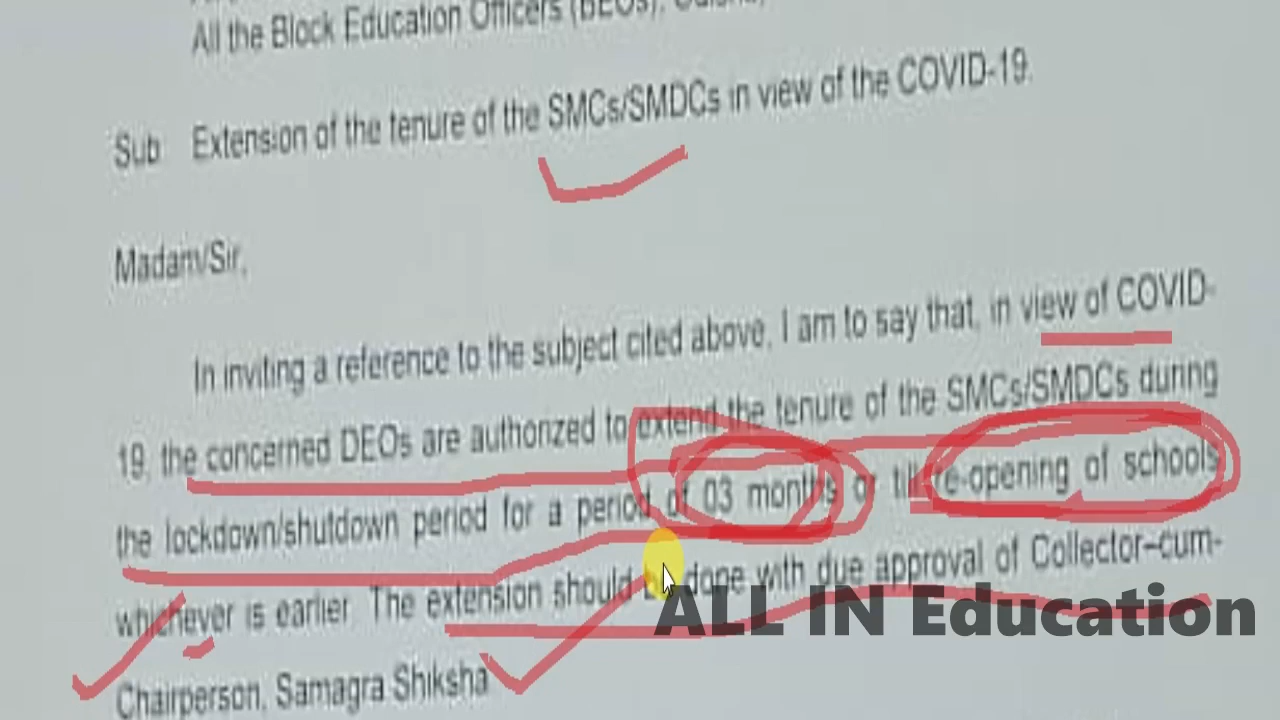 All the Block Education Officers (BEOs),
Sub Extension of the tenure of the SMCs/SMDCs in view of the COVID-19.
Madam/Sir,
In inviting a reference to the subject cited above, I am to say that, in view of COVID-
19, the concerned DEOs are authorized to extend the tenure of the SMCs/SMDCs during
the lockdown/shutdown period for a period of 03 months or till re-opening of schools
whichever is earlier. The extension should be done with due approval of Collector-cum-
Chairperson, Samagra Shiksha
ALL IN Education